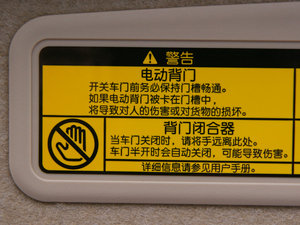 警告
电动背门
开关车门前务必保持门槽畅通。
如果电动背门被卡在门槽中，
将导致对人的伤害或对货物的损坏。
背门闭合器
当车门关闭时，请将手远离此处。
车门半开时会自动关闭，可能导致伤害。
详细信息请参见用户手册。